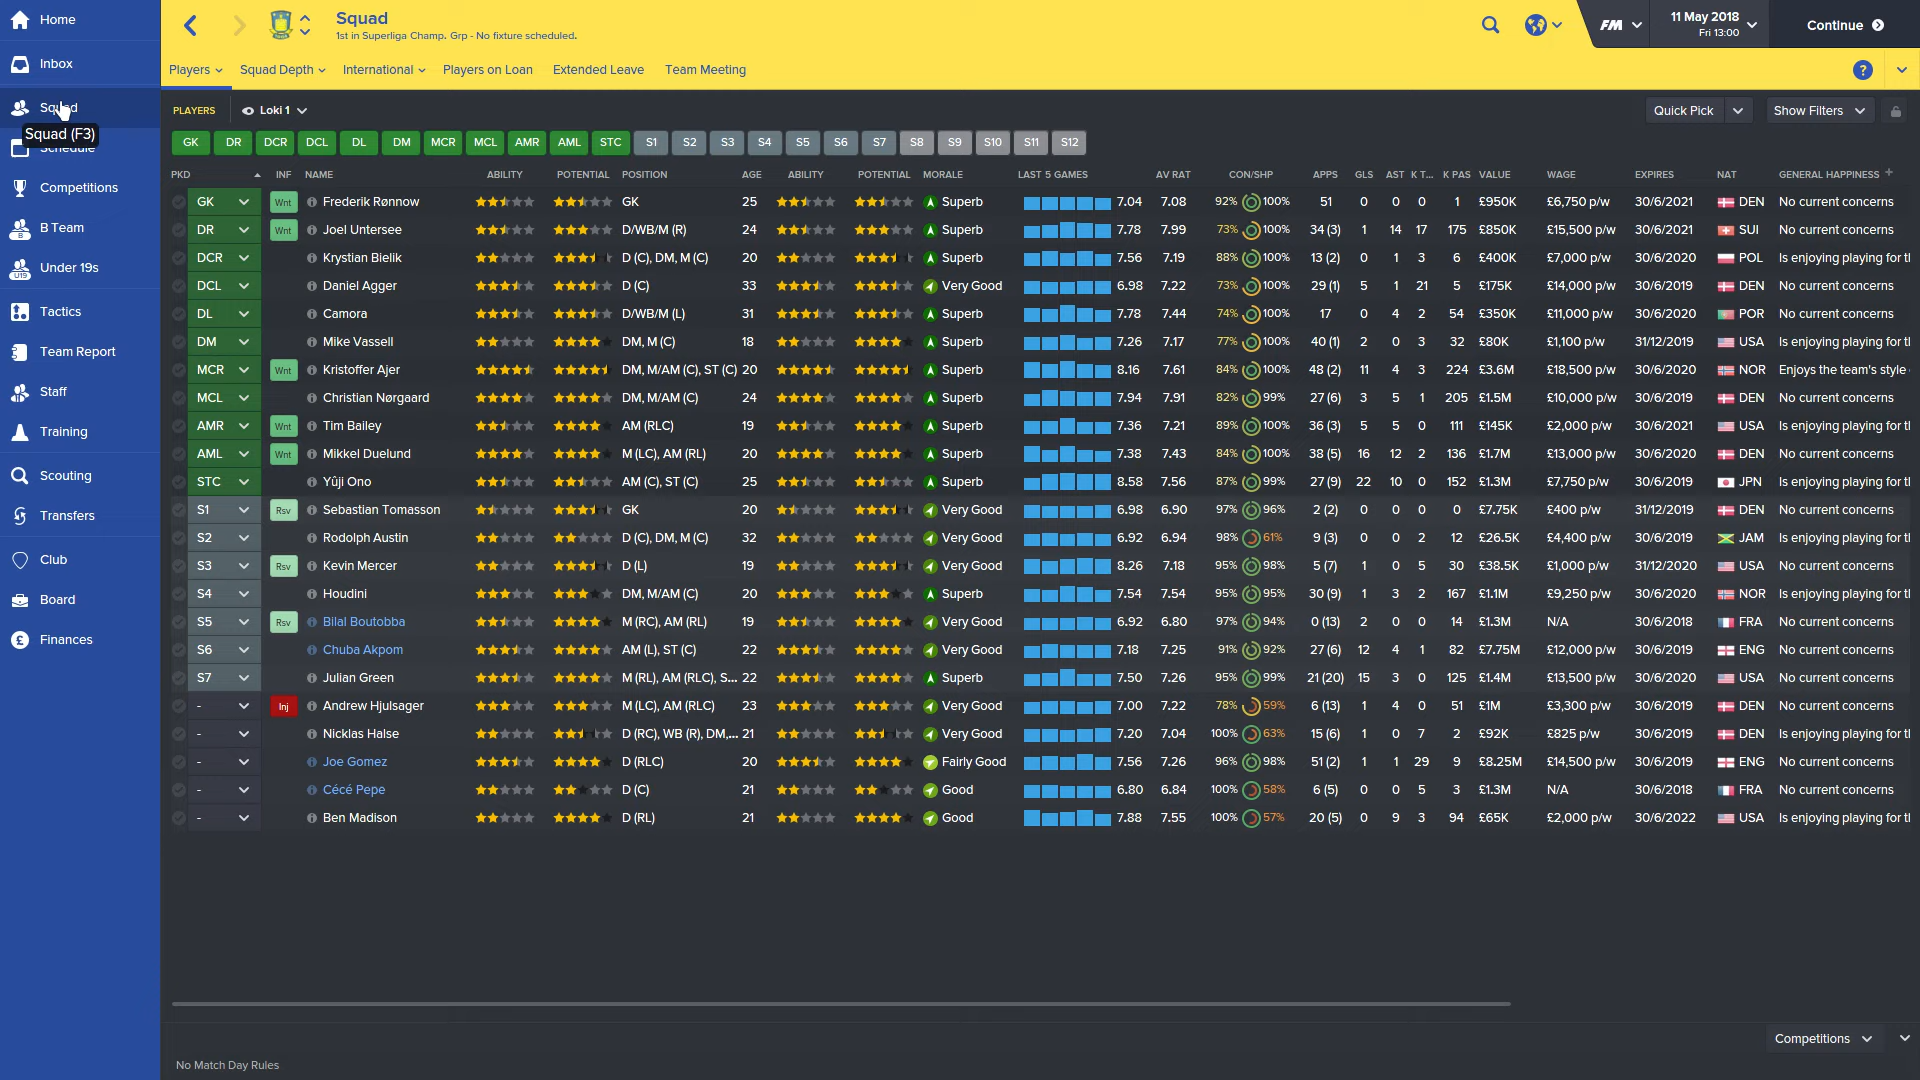 Home
Inbox
Squad
Squad (F3)
Schedule
Competitions
B Team
Under 19s
Tactics
Team Report
Staff
Training
Scouting
Transfers
Club
Board
Finances
Squad
1st in Superliga Champ. Grp - No fixture scheduled.
FM
11 May 2018
Fri 13:00
Continue
Players Squad Depth International Players on Loan Extended Leave Team Meeting
PLAYERS Loki 1 Quick Pick Show Filters
GK DR DCR DCL DL DM MCR MCL AMR AML STC S1 S2 S3 S4 S5 S6 S7 S8 S9 S10 S11 S12
PKD INF NAME ABILITY POTENTIAL POSITION AGE ABILITY POTENTIAL MORALE LAST 5 GAMES AV RAT CON/SHP APPS GLS AST K T... K PAS VALUE WAGE EXPIRES NAT GENERAL HAPPINESS
GK Wnt Frederik Rønnow GK 25 Superb 7.04 7.08 92% 100% 51 0 0 0 1 £950K £6,750 p/w 30/6/2021 DEN No current concerns
DR Wnt Joel Untersee D/WB/M (R) 24 Superb 7.78 7.99 73% 100% 34 (3) 1 14 17 175 £850K £15,500 p/w 30/6/2021 SUI No current concerns
DCR Krystian Bielik D (C), DM, M (C) 20 Superb 7.56 7.19 88% 100% 13 (2) 0 1 3 6 £400K £7,000 p/w 30/6/2020 POL Is enjoying playing for t
DCL Daniel Agger D (C) 33 Very Good 6.98 7.22 73% 100% 29 (1) 5 1 21 5 £175K £14,000 p/w 30/6/2019 DEN No current concerns
DL Camora D/WB/M (L) 31 Superb 7.78 7.44 74% 100% 17 0 4 2 54 £350K £11,000 p/w 30/6/2020 POR No current concerns
DM Mike Vassell DM, M (C) 18 Superb 7.26 7.17 77% 100% 40 (1) 2 0 3 32 £80K £1,100 p/w 31/12/2019 USA Is enjoying playing for t
MCR Wnt Kristoffer Ajer DM, M/AM (C), ST (C) 20 Superb 8.16 7.61 84% 100% 48 (2) 11 4 3 224 £3.6M £18,500 p/w 30/6/2020 NOR Enjoys the team's style
MCL Christian Nørgaard DM, M/AM (C) 24 Superb 7.94 7.91 82% 99% 27 (6) 3 5 1 205 £1.5M £10,000 p/w 30/6/2019 DEN No current concerns
AMR Wnt Tim Bailey AM (RLC) 19 Superb 7.36 7.21 89% 100% 36 (3) 5 5 0 111 £145K £2,000 p/w 30/6/2021 USA Is enjoying playing for t
AML Wnt Mikkel Duelund M (LC), AM (RL) 20 Superb 7.38 7.43 84% 100% 38 (5) 16 12 2 136 £1.7M £13,000 p/w 30/6/2020 DEN No current concerns
STC Yûji Ono AM (C), ST (C) 25 Superb 8.58 7.56 87% 99% 27 (9) 22 10 0 152 £1.3M £7,750 p/w 30/6/2019 JPN No current concerns
S1 Rsv Sebastian Tomasson GK 20 Very Good 6.98 6.90 97% 96% 2 (2) 0 0 0 0 £7.75K £400 p/w 31/12/2019 DEN No current concerns
S2 Rodolph Austin D (C), DM, M (C) 32 Very Good 6.92 6.94 98% 61% 9 (3) 0 0 2 12 £26.5K £4,400 p/w 30/6/2019 JAM Is enjoying playing for t
S3 Rsv Kevin Mercer D (L) 19 Very Good 8.26 7.18 95% 98% 5 (7) 1 0 5 30 £38.5K £1,000 p/w 31/12/2020 USA No current concerns
S4 Houdini DM, M/AM (C) 20 Superb 7.54 7.54 95% 95% 30 (9) 1 3 2 167 £1.1M £9,250 p/w 30/6/2020 NOR Is enjoying playing for t
S5 Rsv Bilal Boutobba M (RC), AM (RL) 19 Very Good 6.92 6.80 97% 94% 0 (13) 2 0 0 14 £1.3M N/A 30/6/2018 FRA No current concerns
S6 Chuba Akpom AM (L), ST (C) 22 Very Good 7.18 7.25 91% 92% 27 (6) 12 4 1 82 £7.75M £12,000 p/w 30/6/2019 ENG No current concerns
S7 Julian Green M (RL), AM (RLC), S... 22 Superb 7.50 7.26 95% 99% 21 (20) 15 3 0 125 £1.4M £13,500 p/w 30/6/2019 USA No current concerns
- Inj Andrew Hjulsager M (LC), AM (RLC) 23 Very Good 7.00 7.22 78% 59% 6 (13) 1 4 0 51 £1M £3,300 p/w 30/6/2019 DEN No current concerns
- Nicklas Halse D (RC), WB (R), DM,... 21 Very Good 7.20 7.04 100% 63% 15 (6) 1 0 7 2 £92K £825 p/w 30/6/2019 DEN Is enjoying playing for t
- Joe Gomez D (RLC) 20 Fairly Good 7.56 7.26 96% 98% 51 (2) 1 1 29 9 £8.25M £14,500 p/w 30/6/2019 ENG No current concerns
- Cécé Pepe D (C) 21 Good 6.80 6.84 100% 58% 6 (5) 0 0 5 3 £1.3M N/A 30/6/2018 FRA No current concerns
- Ben Madison D (RL) 21 Good 7.88 7.55 100% 57% 20 (5) 0 9 3 94 £65K £2,000 p/w 30/6/2022 USA Is enjoying playing for t
Competitions
No Match Day Rules